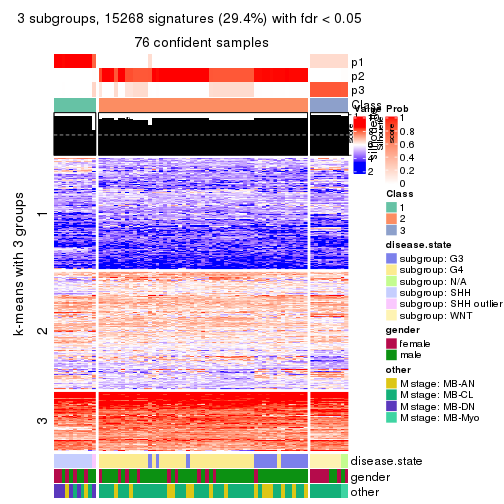 3 subgroups, 15268 signatures (29.4%) with fdr < 0.05
76 confident samples
p1
p2
p3
Class
Value
Prob
1
0.8
0.6
0.4
0.2
0
2
Class
1
2
3
disease.state
subgroup: G3
subgroup: G4
subgroup: N/A
subgroup: SHH
subgroup: SHH outlier
subgroup: WNT
gender
female
male
other
M stage: MB-AN
M stage: MB-CL
M stage: MB-DN
M stage: MB-Myo
k-means with 3 groups
1
2
3
disease.state
gender
other